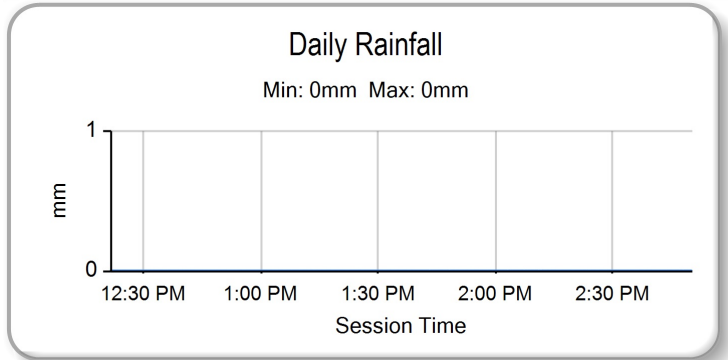 Daily Rainfall
Min: 0mm  Max: 0mm
1
mm
0
12:30 PM 1:00 PM 1:30 PM 2:00 PM 2:30 PM
Session Time